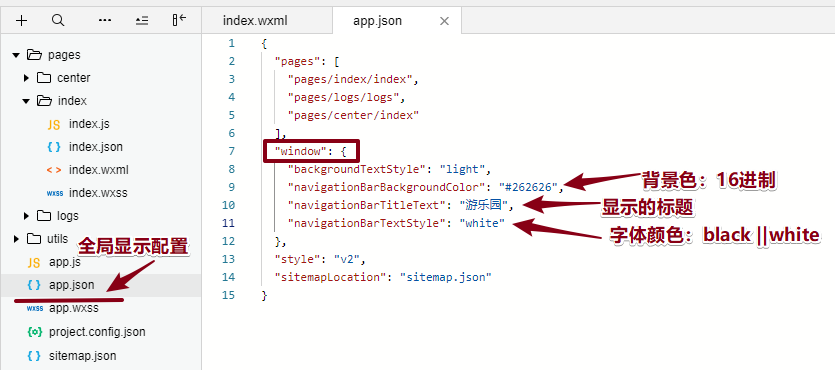 index.wxml
app.json
pages
center
index
JS index.js
{ } index.json
< > index.wxml
wxss index.wxss
logs
utils
全局显示配置
JS app.js
{ } app.json
wxss app.wxss
{o} project.config.json
{ } sitemap.json
1 {
2 "pages": [
3 "pages/index/index",
4 "pages/logs/logs",
5 "pages/center/index"
6 ],
7 "window": {
8 "backgroundTextStyle": "light",
9 "navigationBarBackgroundColor": "#262626",
10 "navigationBarTitleText": "游乐园",
11 "navigationBarTextStyle": "white"
12 },
13 "style": "v2",
14 "sitemapLocation": "sitemap.json"
15 }
背景色：16进制
显示的标题
字体颜色：black ||white